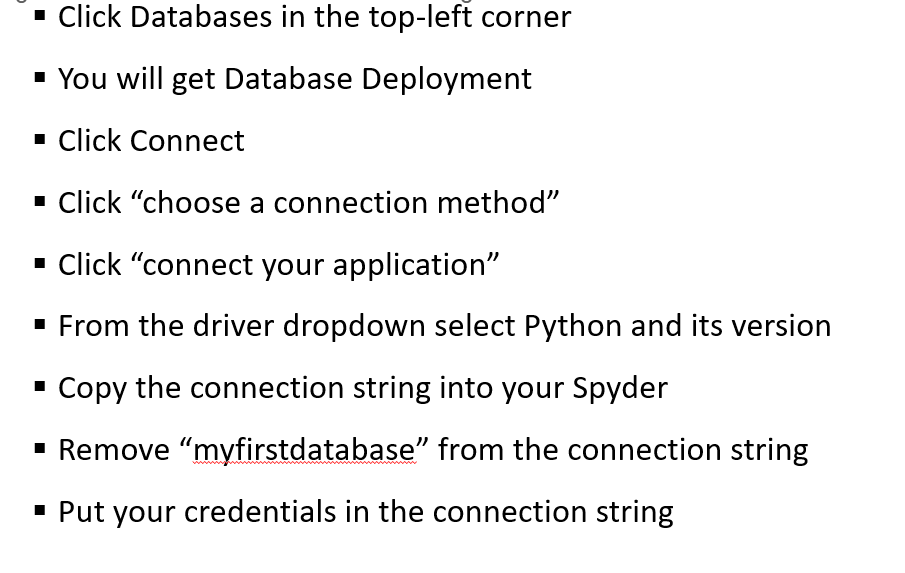 ▪ Click Databases in the top-left corner
▪ You will get Database Deployment
▪ Click Connect
▪ Click “choose a connection method”
▪ Click “connect your application”
▪ From the driver dropdown select Python and its version
▪ Copy the connection string into your Spyder
▪ Remove “myfirstdatabase” from the connection string
▪ Put your credentials in the connection string